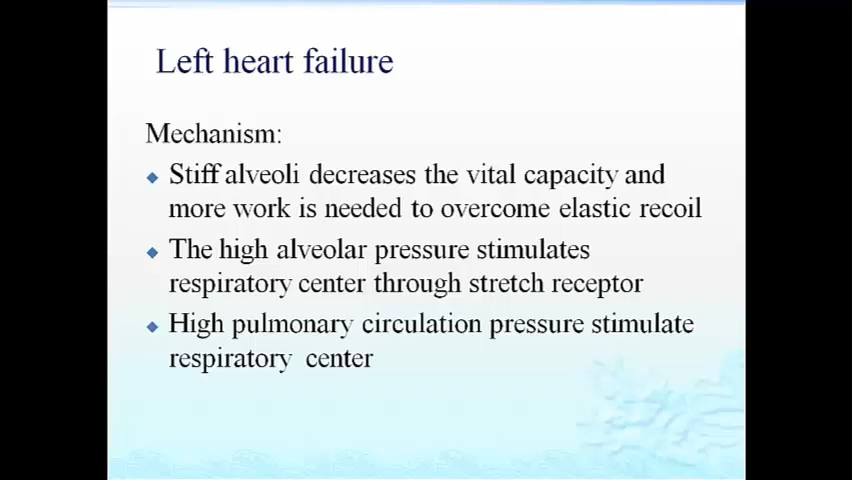 Left heart failure
Mechanism:
Stiff alveoli decreases the vital capacity and
more work is needed to overcome elastic recoil
The high alveolar pressure stimulates
respiratory center through stretch receptor
High pulmonary circulation pressure stimulate
respiratory center